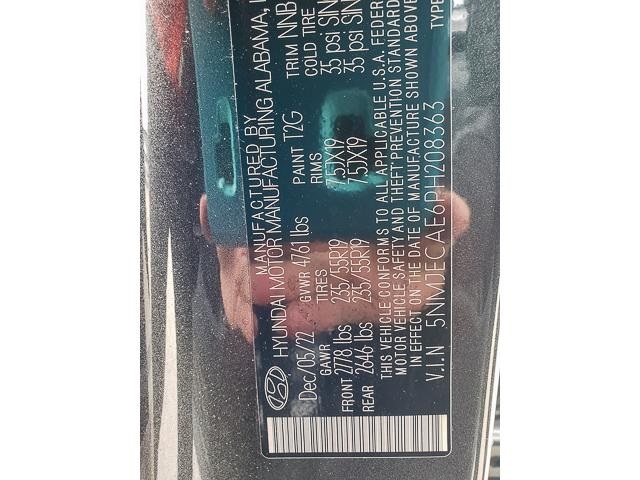 MANUFACTURED BY
HYUNDAI MOTOR MANUFACTURING ALABAMA,
Dec/05/22 PAINT T2G TRIM NNB
GVWR 4761 lbs
GAWR TIRES RIMS COLD TIRE
FRONT 2778 lbs 235/55R19 7.5JX19 35 psi SIN
REAR 2646 lbs 235/55R19 7.5JX19 35 psi SIN
THIS VEHICLE CONFORMS TO ALL APPLICABLE U.S.A. FEDER
MOTOR VEHICLE SAFETY AND THEFT PREVENTION STANDARD
IN EFFECT ON THE DATE OF MANUFACTURE SHOWN ABOVE
V.I.N 5NMJECAE6PH208363 TYPE